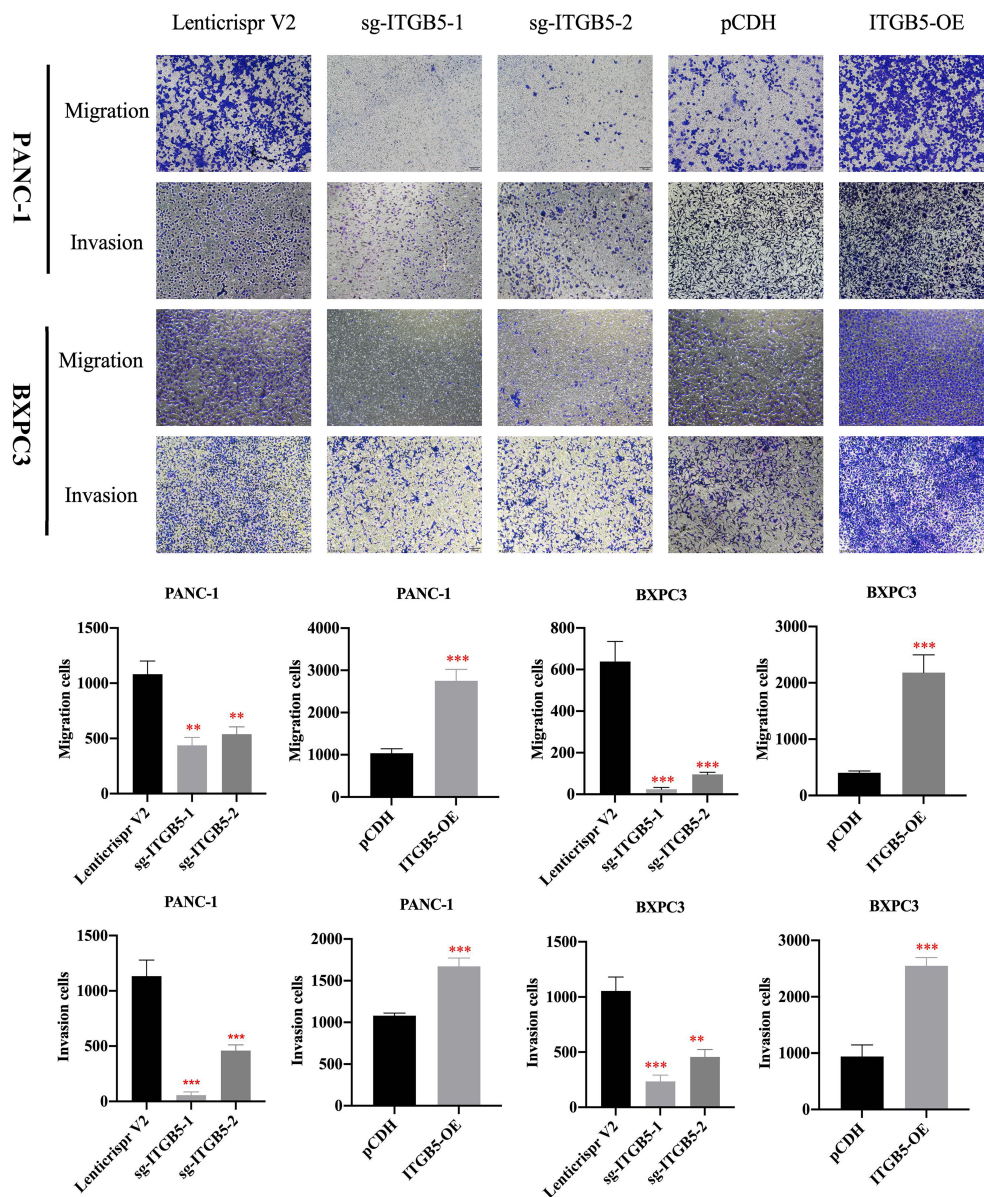 Lenticrispr V2 sg-ITGB5-1 sg-ITGB5-2 pCDH ITGB5-OE
PANC-1
Migration
Invasion
BXPC3
Migration
Invasion
PANC-1
Migration cells
1500
1000
500
0
** **
Lenticrispr V2
sg-ITGB5-1
sg-ITGB5-2
PANC-1
Migration cells
4000
3000
2000
1000
0
***
pCDH
ITGB5-OE
BXPC3
Migration cells
800
600
400
200
0
*** ***
Lenticrispr V2
sg-ITGB5-1
sg-ITGB5-2
BXPC3
Migration cells
3000
2000
1000
0
***
pCDH
ITGB5-OE
PANC-1
Invasion cells
1500
1000
500
0
*** ***
Lenticrispr V2
sg-ITGB5-1
sg-ITGB5-2
PANC-1
Invasion cells
2000
1500
1000
500
0
***
pCDH
ITGB5-OE
BXPC3
Invasion cells
1500
1000
500
0
*** **
Lenticrispr V2
sg-ITGB5-1
sg-ITGB5-2
BXPC3
Invasion cells
3000
2000
1000
0
***
pCDH
ITGB5-OE